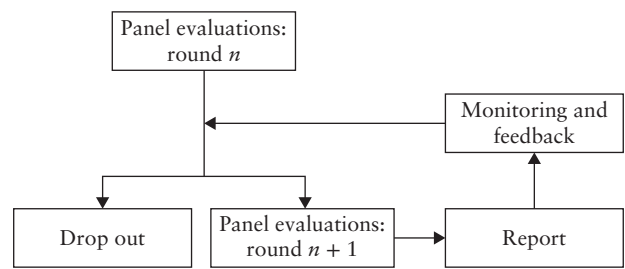 Panel evaluations:
round n
Monitoring and
feedback
Drop out
Panel evaluations:
round n + 1
Report